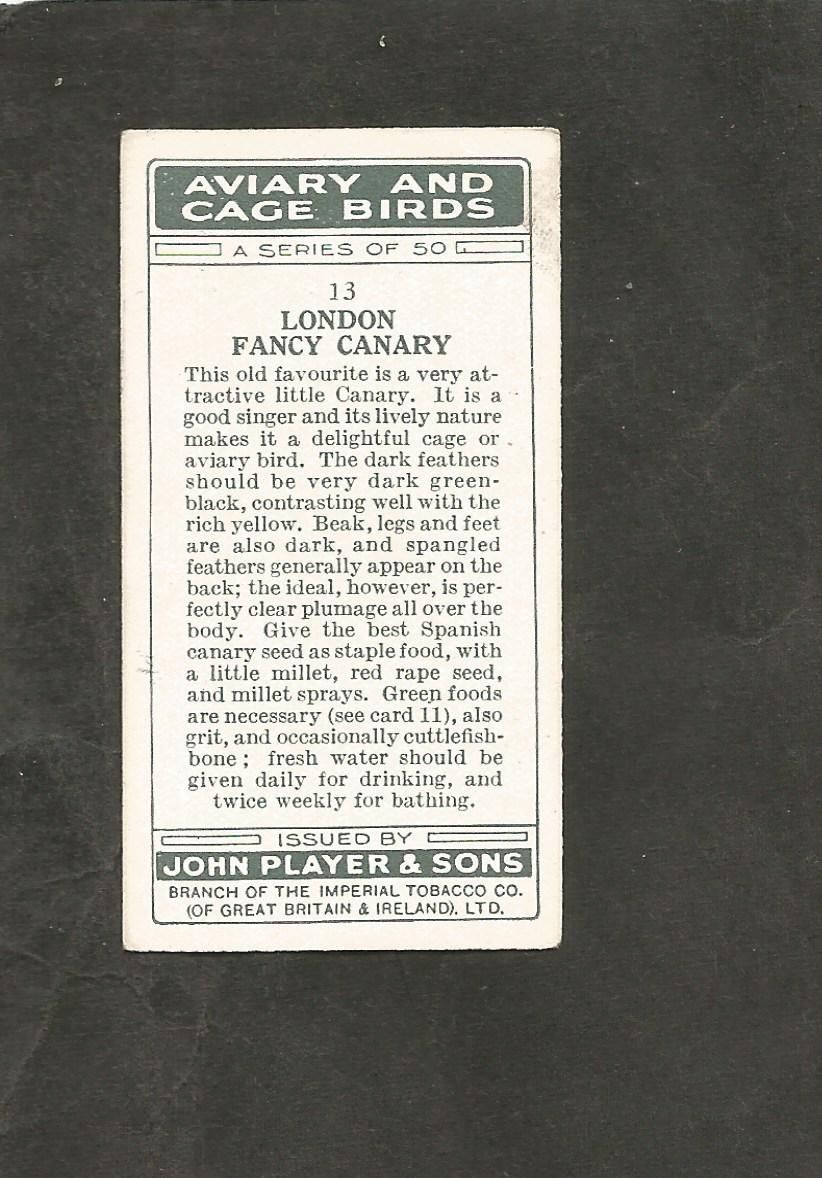 AVIARY AND
CAGE BIRDS
A SERIES OF 50
13
LONDON
FANCY CANARY
This old favourite is a very at-
tractive little Canary. It is a
good singer and its lively nature
makes it a delightful cage or
aviary bird. The dark feathers
should be very dark green-
black, contrasting well with the
rich yellow. Beak, legs and feet
are also dark, and spangled
feathers generally appear on the
back; the ideal, however, is per-
fectly clear plumage all over the
body. Give the best Spanish
canary seed as staple food, with
a little millet, red rape seed,
and millet sprays. Green foods
are necessary (see card 11), also
grit, and occasionally cuttlefish-
bone; fresh water should be
given daily for drinking, and
twice weekly for bathing.
ISSUED BY
JOHN PLAYER & SONS
BRANCH OF THE IMPERIAL TOBACCO CO.
(OF GREAT BRITAIN & IRELAND), LTD.